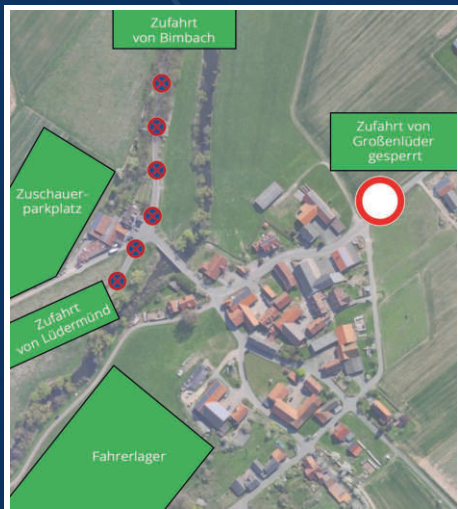 Zufahrt
von Bimbach
Zufahrt von
Großenlüder
gesperrt
Zuschauer-
parkplatz
Zufahrt
von Lüdermünd
Fahrerlager